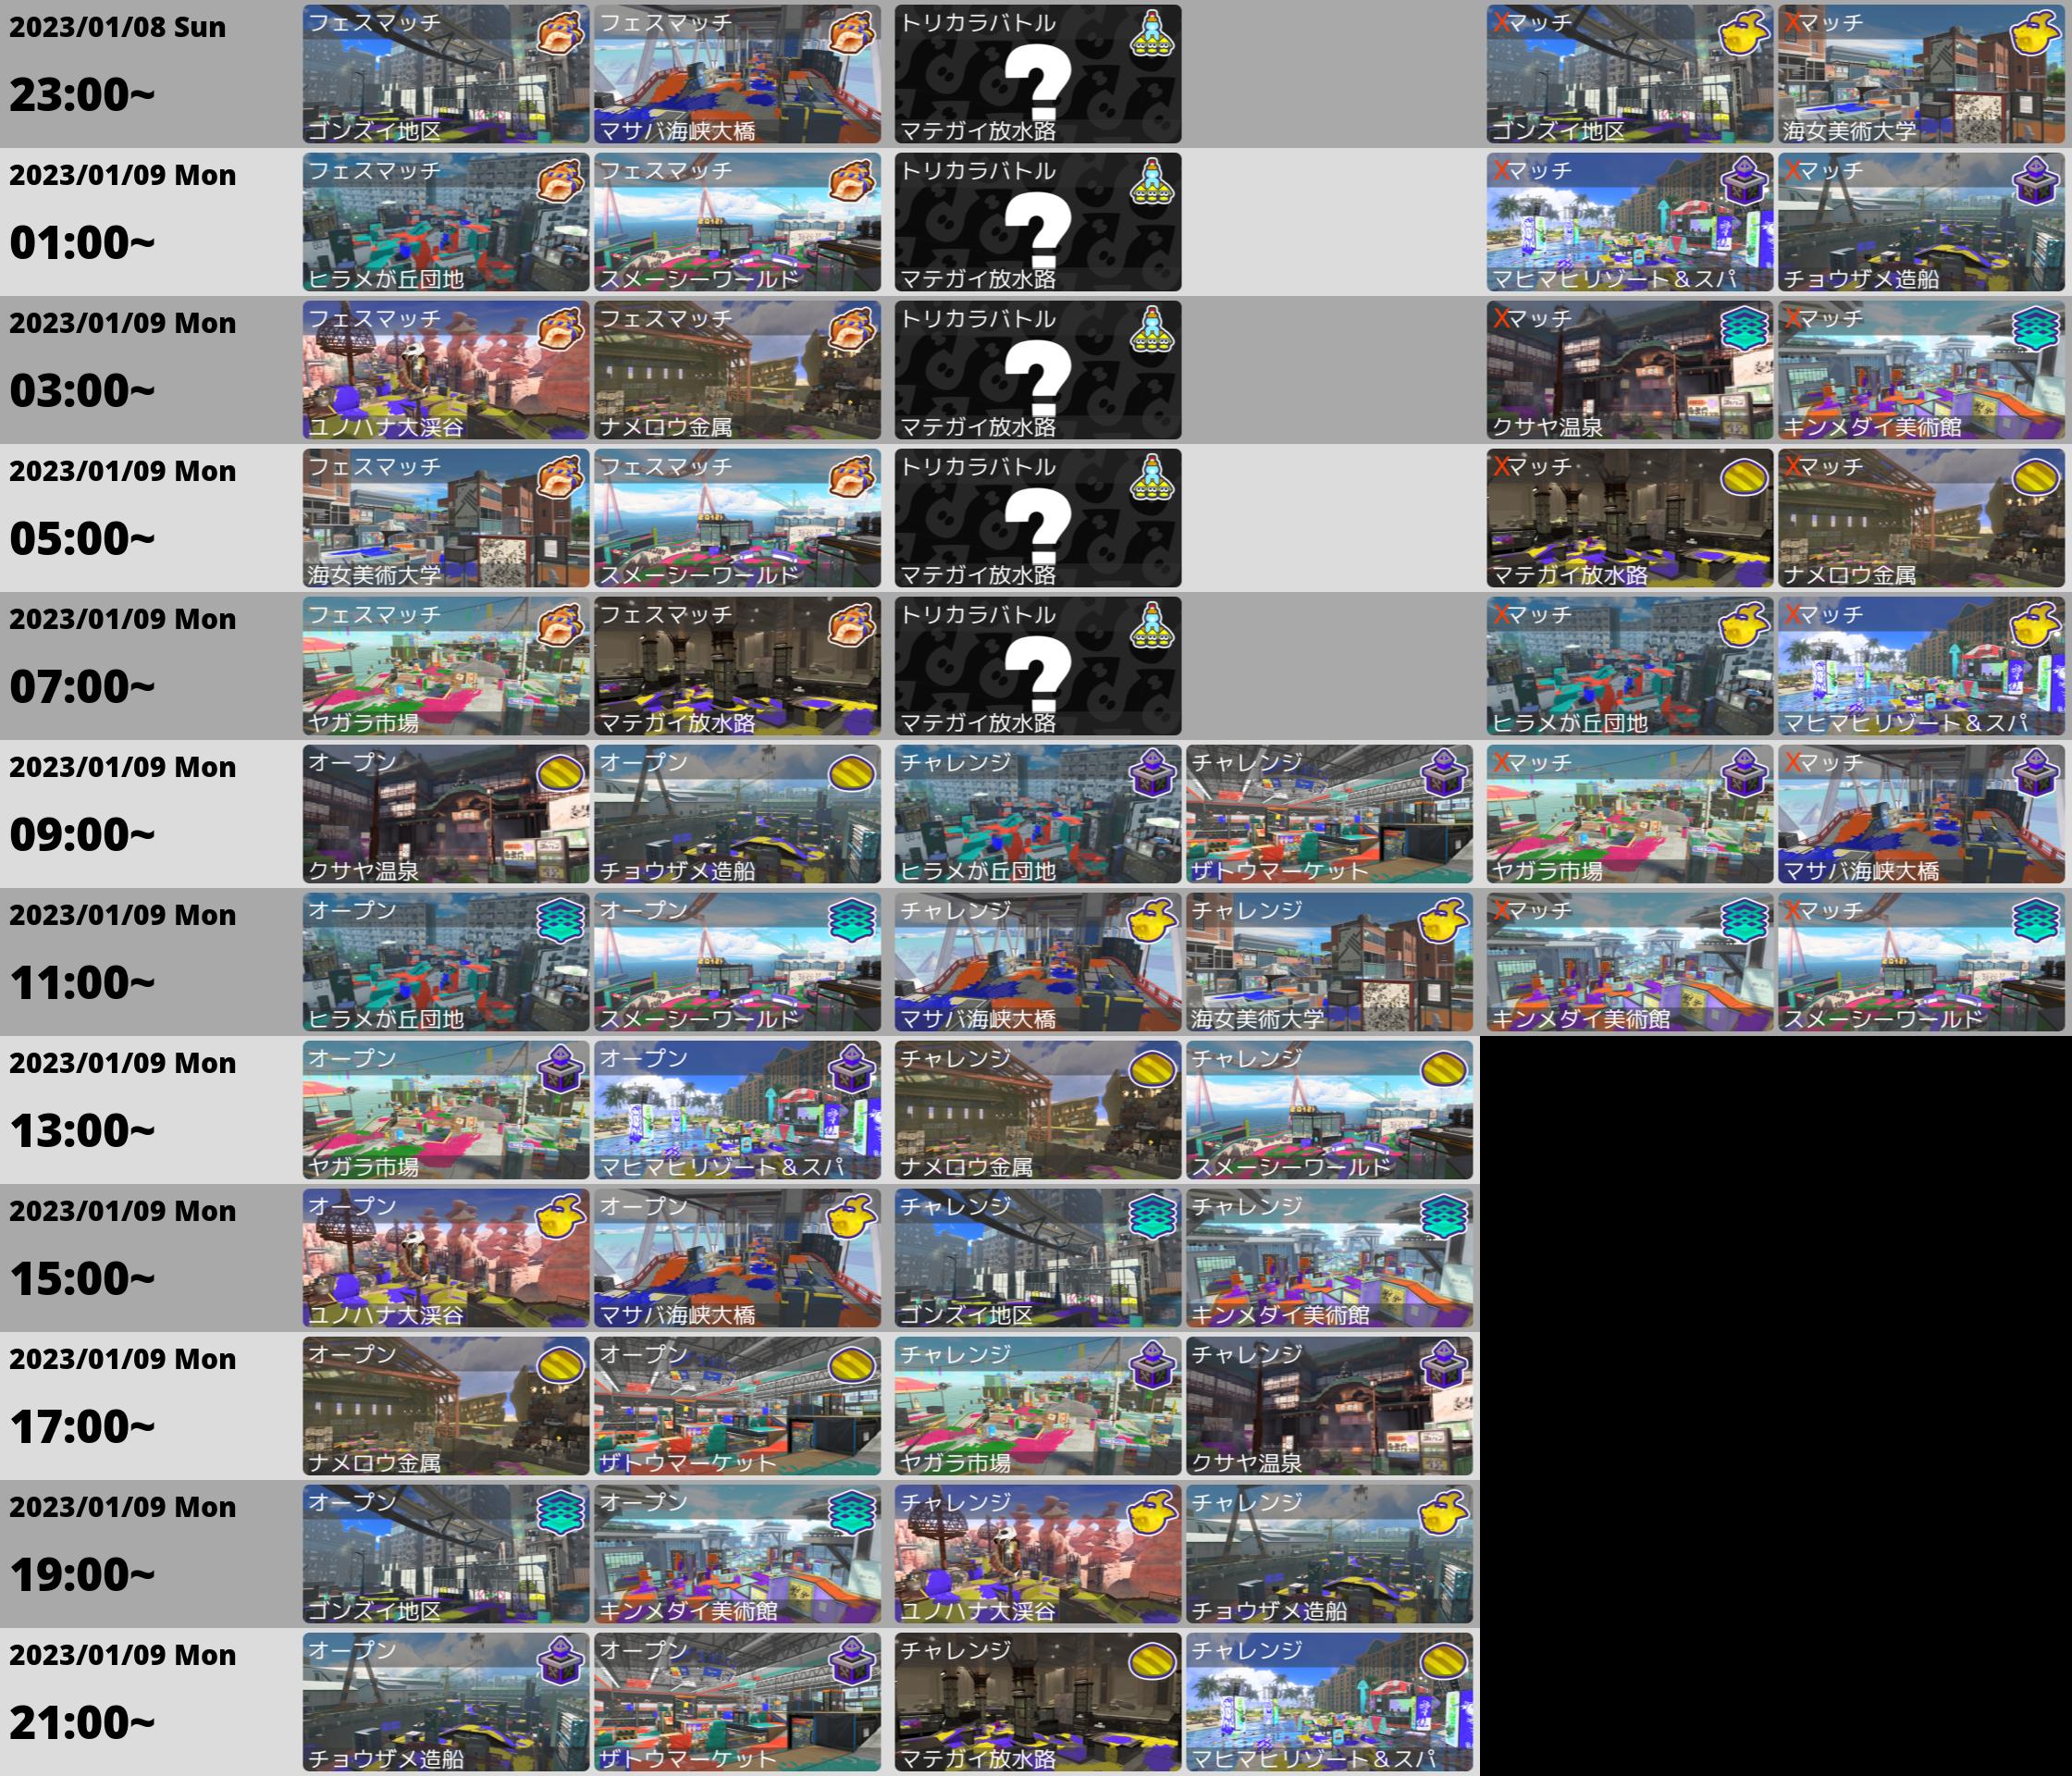 2023/01/08 Sun
23:00~
フェスマッチ
ゴンズイ地区
フェスマッチ
マサバ海峡大橋
トリカラバトル
?
マテガイ放水路
Xマッチ
ゴンズイ地区
Xマッチ
海女美術大学
2023/01/09 Mon
01:00~
フェスマッチ
ヒラメが丘団地
フェスマッチ
スメーシーワールド
トリカラバトル
?
マテガイ放水路
Xマッチ
マヒマヒリゾート&スパ
Xマッチ
チョウザメ造船
2023/01/09 Mon
03:00~
フェスマッチ
ユノハナ大渓谷
フェスマッチ
ナメロウ金属
トリカラバトル
?
マテガイ放水路
Xマッチ
クサヤ温泉
Xマッチ
キンメダイ美術館
2023/01/09 Mon
05:00~
フェスマッチ
海女美術大学
フェスマッチ
スメーシーワールド
トリカラバトル
?
マテガイ放水路
Xマッチ
マテガイ放水路
Xマッチ
ナメロウ金属
2023/01/09 Mon
07:00~
フェスマッチ
ヤガラ市場
フェスマッチ
マテガイ放水路
トリカラバトル
?
マテガイ放水路
Xマッチ
ヒラメが丘団地
Xマッチ
マヒマヒリゾート&スパ
2023/01/09 Mon
09:00~
オープン
クサヤ温泉
オープン
チョウザメ造船
チャレンジ
ヒラメが丘団地
チャレンジ
ザトウマーケット
Xマッチ
ヤガラ市場
Xマッチ
マサバ海峡大橋
2023/01/09 Mon
11:00~
オープン
ヒラメが丘団地
オープン
スメーシーワールド
チャレンジ
マサバ海峡大橋
チャレンジ
海女美術大学
Xマッチ
キンメダイ美術館
Xマッチ
スメーシーワールド
2023/01/09 Mon
13:00~
オープン
ヤガラ市場
オープン
マヒマヒリゾート&スパ
チャレンジ
ナメロウ金属
チャレンジ
スメーシーワールド
2023/01/09 Mon
15:00~
オープン
ユノハナ大渓谷
オープン
マサバ海峡大橋
チャレンジ
ゴンズイ地区
チャレンジ
キンメダイ美術館
2023/01/09 Mon
17:00~
オープン
ナメロウ金属
オープン
ザトウマーケット
チャレンジ
ヤガラ市場
チャレンジ
クサヤ温泉
2023/01/09 Mon
19:00~
オープン
ゴンズイ地区
オープン
キンメダイ美術館
チャレンジ
ユノハナ大渓谷
チャレンジ
チョウザメ造船
2023/01/09 Mon
21:00~
オープン
チョウザメ造船
オープン
ザトウマーケット
チャレンジ
マテガイ放水路
チャレンジ
マヒマヒリゾート&スパ